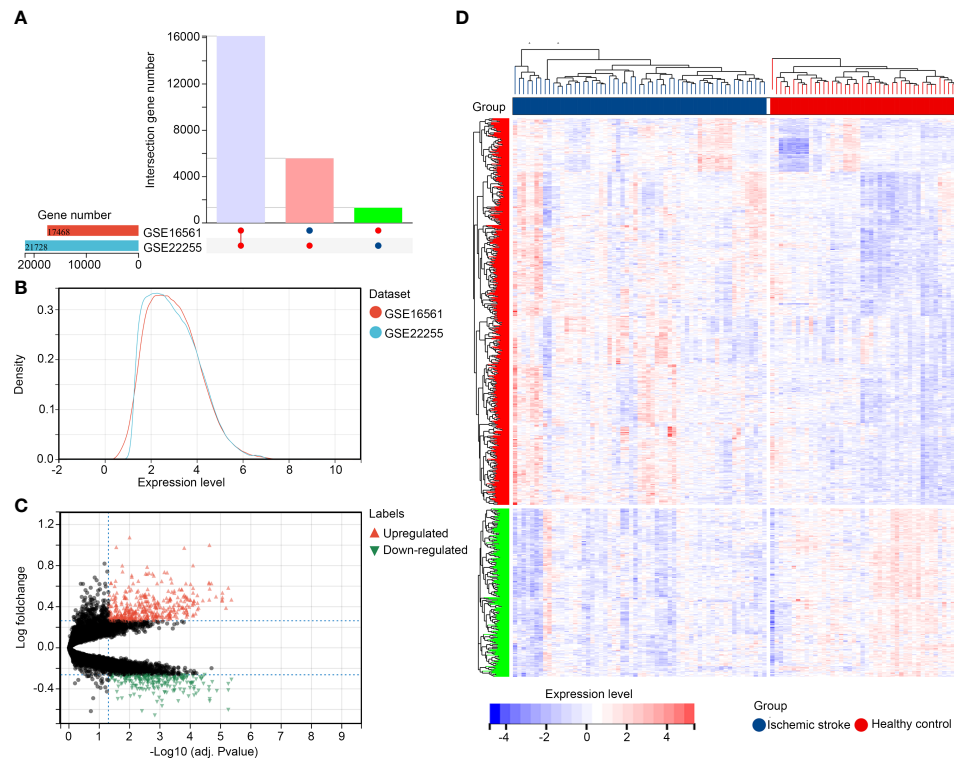 A
16000
12000
8000
4000
0
Intersection gene number
Gene number
17468
GSE16561
21728
GSE22255
20000 10000 0
B
0.3
0.2
0.1
0.0
Density
-2 0 2 4 6 8 10
Expression level
Dataset
GSE16561
GSE22255
C
1.2
0.8
0.4
0.0
-0.4
Log foldchange
0 1 2 3 4 5 6 7 8 9
-Log10 (adj. Pvalue)
Labels
Upregulated
Down-regulated
D
Group
Expression level
-4 -2 0 2 4
Group
Ischemic stroke Healthy control